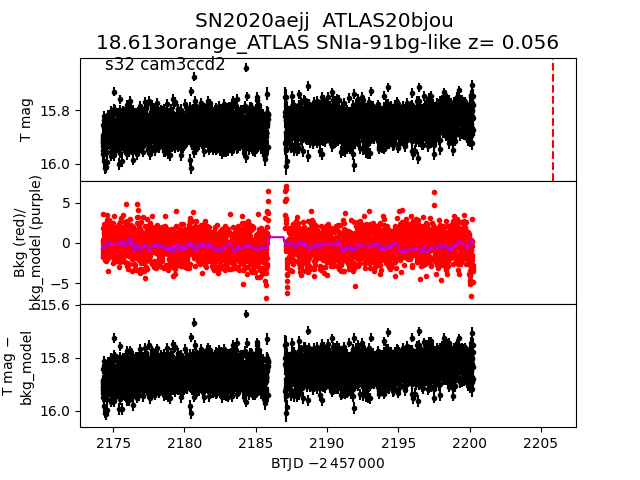 SN2020aejj  ATLAS20bjou
18.613orange_ATLAS SNIa-91bg-like z= 0.056
s32 cam3ccd2
T mag
15.8
16.0
Bkg (red)/
bkg_model (purple)
5
0
−5
T mag −
bkg_model
15.6
15.8
16.0
2175 2180 2185 2190 2195 2200 2205
BTJD −2 457 000